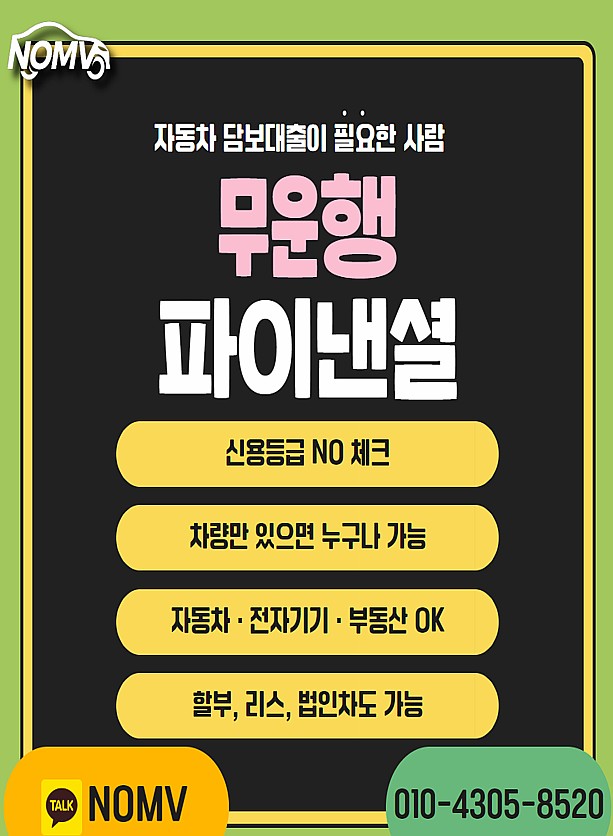 NOMV
자동차 담보대출이 필요한 사람
무운행
파이낸셜
신용등급 NO 체크
차량만 있으면 누구나 가능
자동차 · 전자기기 · 부동산 OK
할부, 리스, 법인차도 가능
TALK NOMV
010-4305-8520